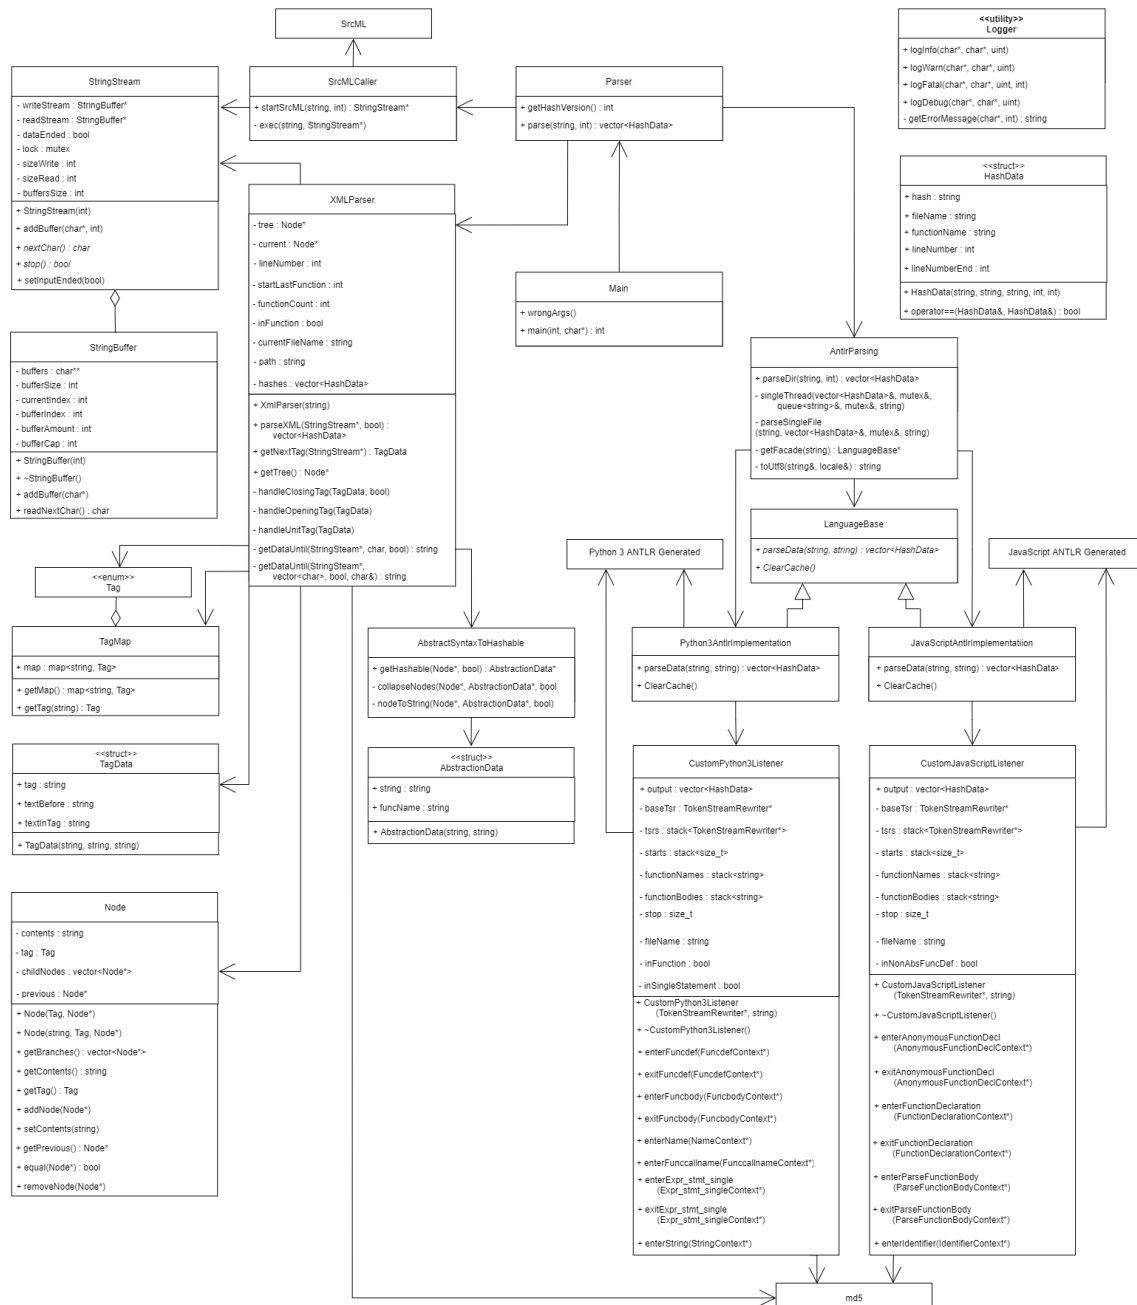 SrcML
<<utility>>
Logger
+ logInfo(char*, char*, uint)
+ logWarn(char*, char*, uint)
+ logFatal(char*, char*, uint, int)
+ logDebug(char*, char*, uint)
- getErrorMessage(char*, int) : string
StringStream
- writeStream : StringBuffer*
- readStream : StringBuffer*
- dataEnded : bool
- lock : mutex
- sizeWrite : int
- sizeRead : int
- buffersSize : int
+ StringStream(int)
+ addBuffer(char*, int)
+ nextChar() : char
+ stop() : bool
+ setInputEnded(bool)
SrcMLCaller
+ startSrcML(string, int) : StringStream*
- exec(string, StringStream*)
Parser
+ getHashVersion() : int
+ parse(string, int) : vector<HashData>
<<struct>>
HashData
+ hash : string
+ fileName : string
+ functionName : string
+ lineNumber : int
+ lineNumberEnd : int
+ HashData(string, string, string, int, int)
+ operator==(HashData&, HashData&) : bool
XMLParser
- tree : Node*
- current : Node*
- lineNumber : int
- startLastFunction : int
- functionCount : int
- inFunction : bool
- currentFileName : string
- path : string
- hashes : vector<HashData>
+ XmlParser(string)
+ parseXML(StringStream*, bool) :
vector<HashData>
+ getNextTag(StringStream*) : TagData
+ getTree() : Node*
- handleClosingTag(TagData, bool)
- handleOpeningTag(TagData)
- handleUnitTag(TagData)
- getDataUntil(StringSteam*, char, bool) : string
- getDataUntil(StringStream*,
vector<char>, bool, char&) : string
Main
+ wrongArgs()
+ main(int, char*) : int
StringBuffer
- buffers : char**
- bufferSize : int
- currentIndex : int
- bufferIndex : int
- bufferAmount : int
- bufferCap : int
+ StringBuffer(int)
+ ~StringBuffer()
+ addBuffer(char*)
+ readNextChar() : char
AntlrParsing
+ parseDir(string, int) : vector<HashData>
- singleThread(vector<HashData>&, mutex&,
queue<string>&, mutex&, string)
- parseSingleFile
(string, vector<HashData>&, mutex&, string)
- getFacade(string) : LanguageBase*
- toUtf8(string&, locale&) : string
LanguageBase
+ parseData(string, string) : vector<HashData>
+ ClearCache()
Python 3 ANTLR Generated
JavaScript ANTLR Generated
<<enum>>
Tag
TagMap
+ map : map<string, Tag>
+ getMap() : map<string, Tag>
+ getTag(string) : Tag
AbstractSyntaxToHashable
+ getHashable(Node*, bool) : AbstractionData*
- collapseNodes(Node*, AbstractionData*, bool
- nodeToString(Node*, AbstractionData*, bool)
Python3AntlrImplementation
+ parseData(string, string) : vector<HashData>
+ ClearCache()
JavaScriptAntlrImplementatiion
+ parseData(string, string) : vector<HashData>
+ ClearCache()
<<struct>>
TagData
+ tag : string
+ textBefore : string
+ textInTag : string
+ TagData(string, string, string)
<<struct>>
AbstractionData
+ string : string
+ funcName : string
+ AbstractionData(string, string)
CustomPython3Listener
+ output : vector<HashData>
- baseTsr : TokenStreamRewriter*
- tsrs : stack<TokenStreamRewriter*>
- starts : stack<size_t>
- functionNames : stack<string>
- functionBodies : stack<string>
- stop : size_t
- fileName : string
- inFunction : bool
- inSingleStatement : bool
+ CustomPython3Listener
(TokenStreamRewriter*, string)
+ ~CustomPython3Listener()
+ enterFuncdef(FuncdefContext*)
+ exitFuncdef(FuncdefContext*)
+ enterFuncbody(FuncbodyContext*)
+ exitFuncbody(FuncbodyContext*)
+ enterName(NameContext*)
+ enterFunccallname(FunccallnameContext*)
+ enterExpr_stmt_single
(Expr_stmt_singleContext*)
+ exitExpr_stmt_single
(Expr_stmt_singleContext*)
+ enterString(StringContext*)
CustomJavaScriptListener
+ output : vector<HashData>
- baseTsr : TokenStreamRewriter*
- tsrs : stack<TokenStreamRewriter*>
- starts : stack<size_t>
- functionNames : stack<string>
- functionBodies : stack<string>
- stop : size_t
- fileName : string
- inNonAbsFuncDef : bool
+ CustomJavaScriptListener
(TokenStreamRewriter*, string)
+ ~CustomJavaScriptListener()
+ enterAnonymousFunctionDecl
(AnonymousFunctionDeclContext*)
+ exitAnonymousFunctionDecl
(AnonymousFunctionDeclContext*)
+ enterFunctionDeclaration
(FunctionDeclarationContext*)
+ exitFunctionDeclaration
(FunctionDeclarationContext*)
+ enterParseFunctionBody
(ParseFunctionBodyContext*)
+ exitParseFunctionBody
(ParseFunctionBodyContext*)
+ enterIdentifier(IdentifierContext*)
Node
- contents : string
- tag : Tag
- childNodes : vector<Node*>
- previous : Node*
+ Node(Tag, Node*)
+ Node(string, Tag, Node*)
+ getBranches() : vector<Node*>
+ getContents() : string
+ getTag() : Tag
+ addNode(Node*)
+ setContents(string)
+ getPrevious() : Node*
+ equal(Node*) : bool
+ removeNode(Node*)
md5